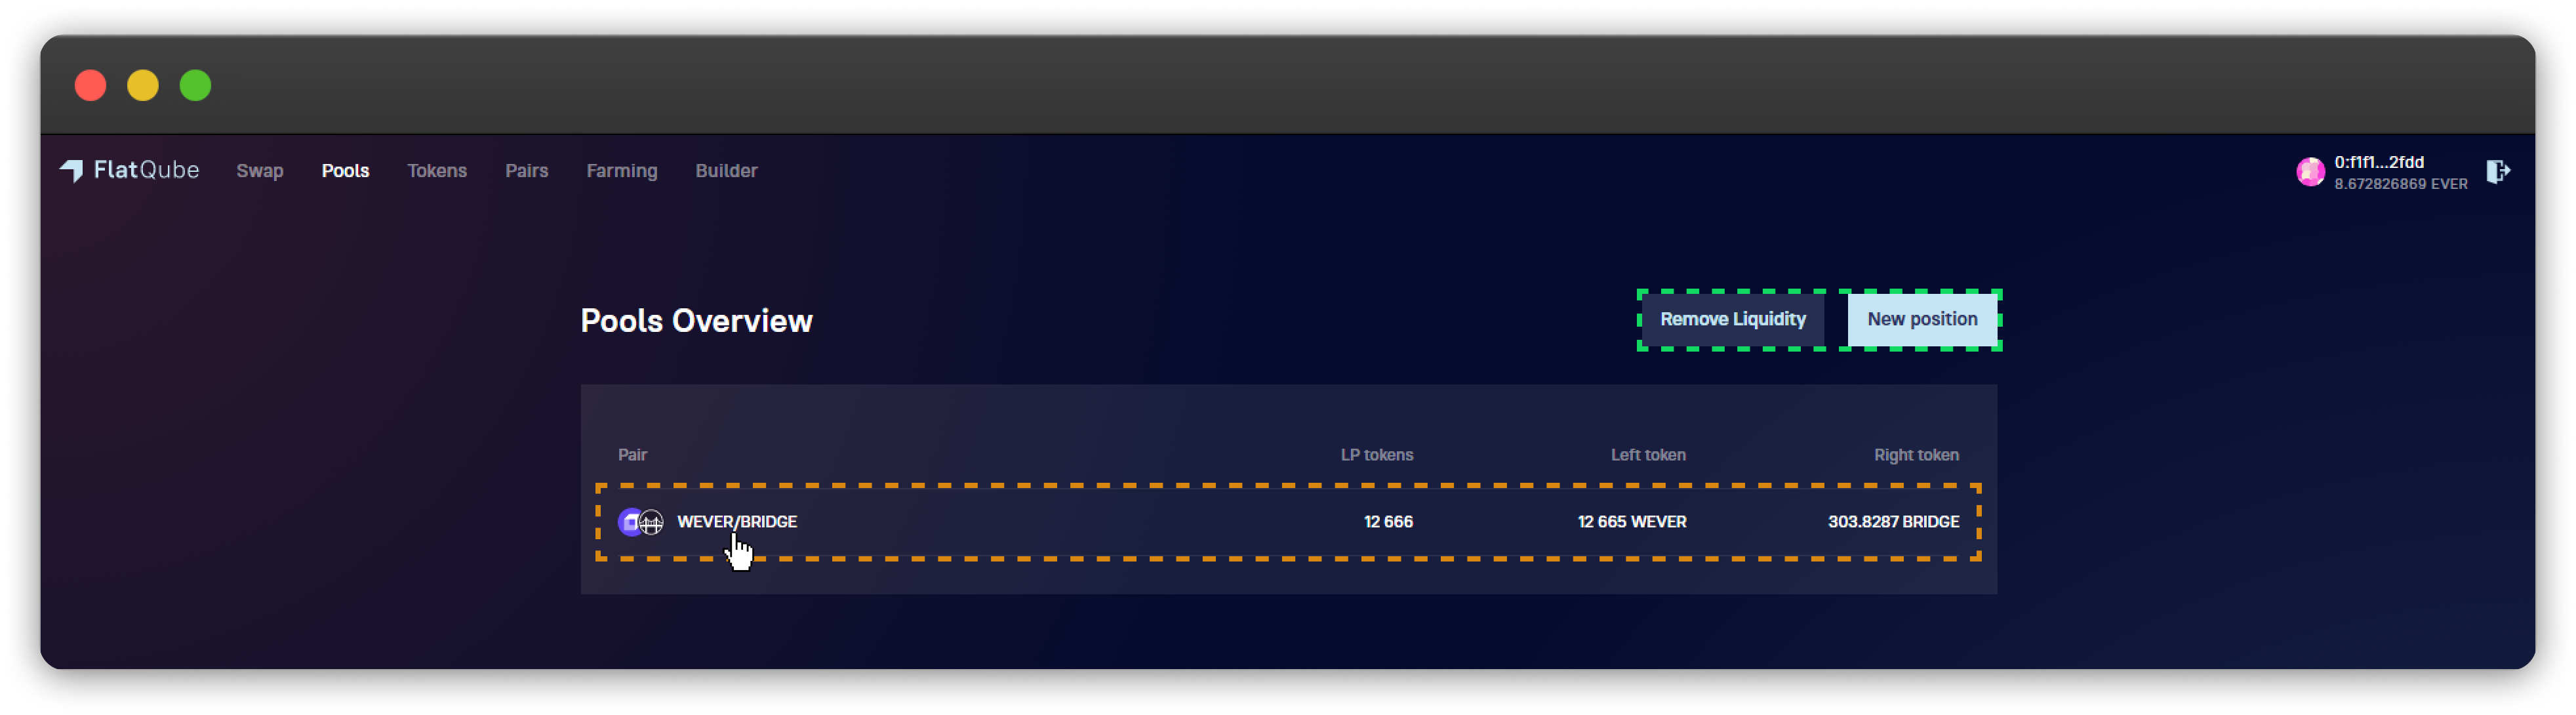 FlatQube Swap Pools Tokens Pairs Farming Builder
0:f1f1...2fdd
8.672826869 EVER
Pools Overview Remove Liquidity New position
Pair LP tokens Left token Right token
WEVER/BRIDGE 12 666 12 665 WEVER 303.8287 BRIDGE